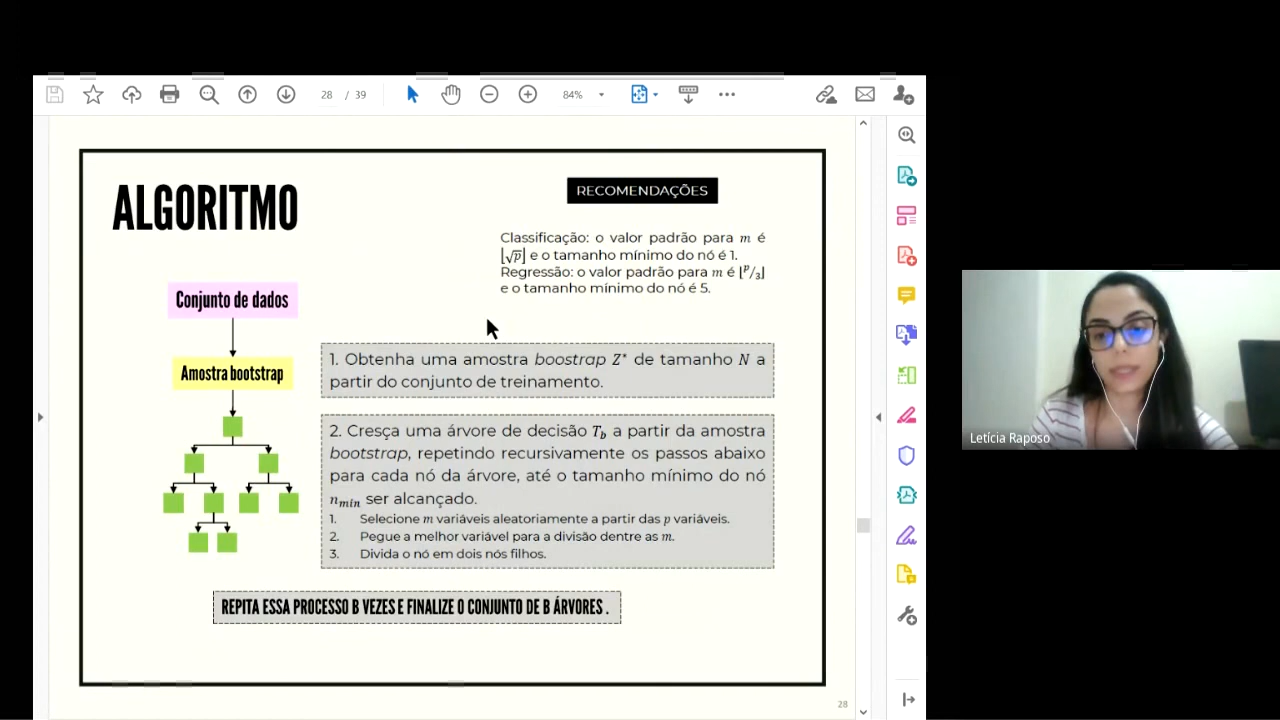 28 / 39
84%
ALGORITMO
RECOMENDAÇÕES
Classificação: o valor padrão para m é
⌊√p⌋ e o tamanho mínimo do nó é 1.
Regressão: o valor padrão para m é ⌊p/3⌋
e o tamanho mínimo do nó é 5.
Conjunto de dados
Amostra bootstrap
1. Obtenha uma amostra boostrap Z* de tamanho N a
partir do conjunto de treinamento.
2. Cresça uma árvore de decisão T_b a partir da amostra
bootstrap, repetindo recursivamente os passos abaixo
para cada nó da árvore, até o tamanho mínimo do nó
n_min ser alcançado.
1. Selecione m variáveis aleatoriamente a partir das p variáveis.
2. Pegue a melhor variável para a divisão dentre as m.
3. Divida o nó em dois nós filhos.
REPITA ESSA PROCESSO B VEZES E FINALIZE O CONJUNTO DE B ÁRVORES .
28
Letícia Raposo